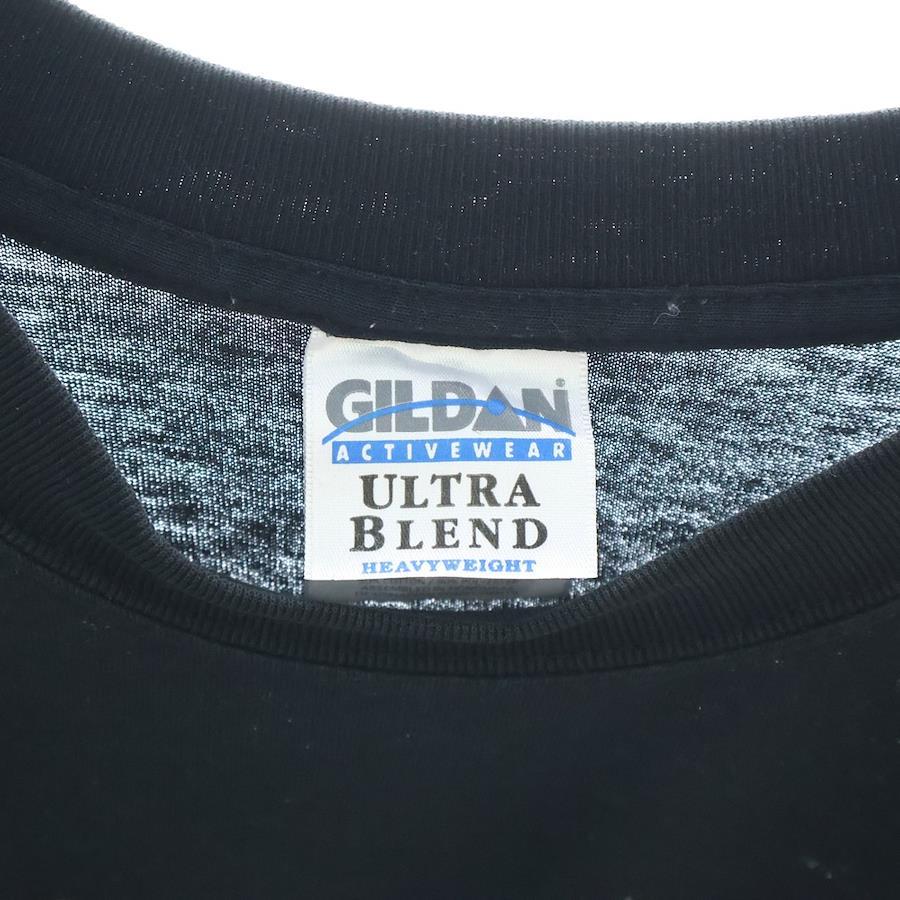 GILDAN®
ACTIVEWEAR
ULTRA
BLEND
HEAVYWEIGHT